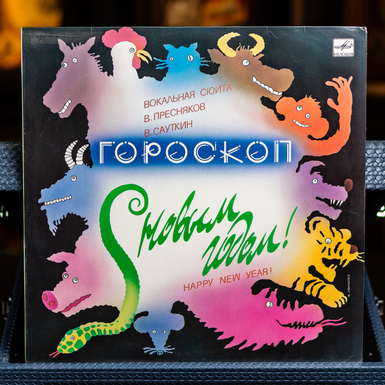 ВОКАЛЬНАЯ СЮИТА
В. ПРЕСНЯКОВ
В. САУТКИН
ГОРОСКОП
С новым
годом!
HAPPY NEW YEAR!